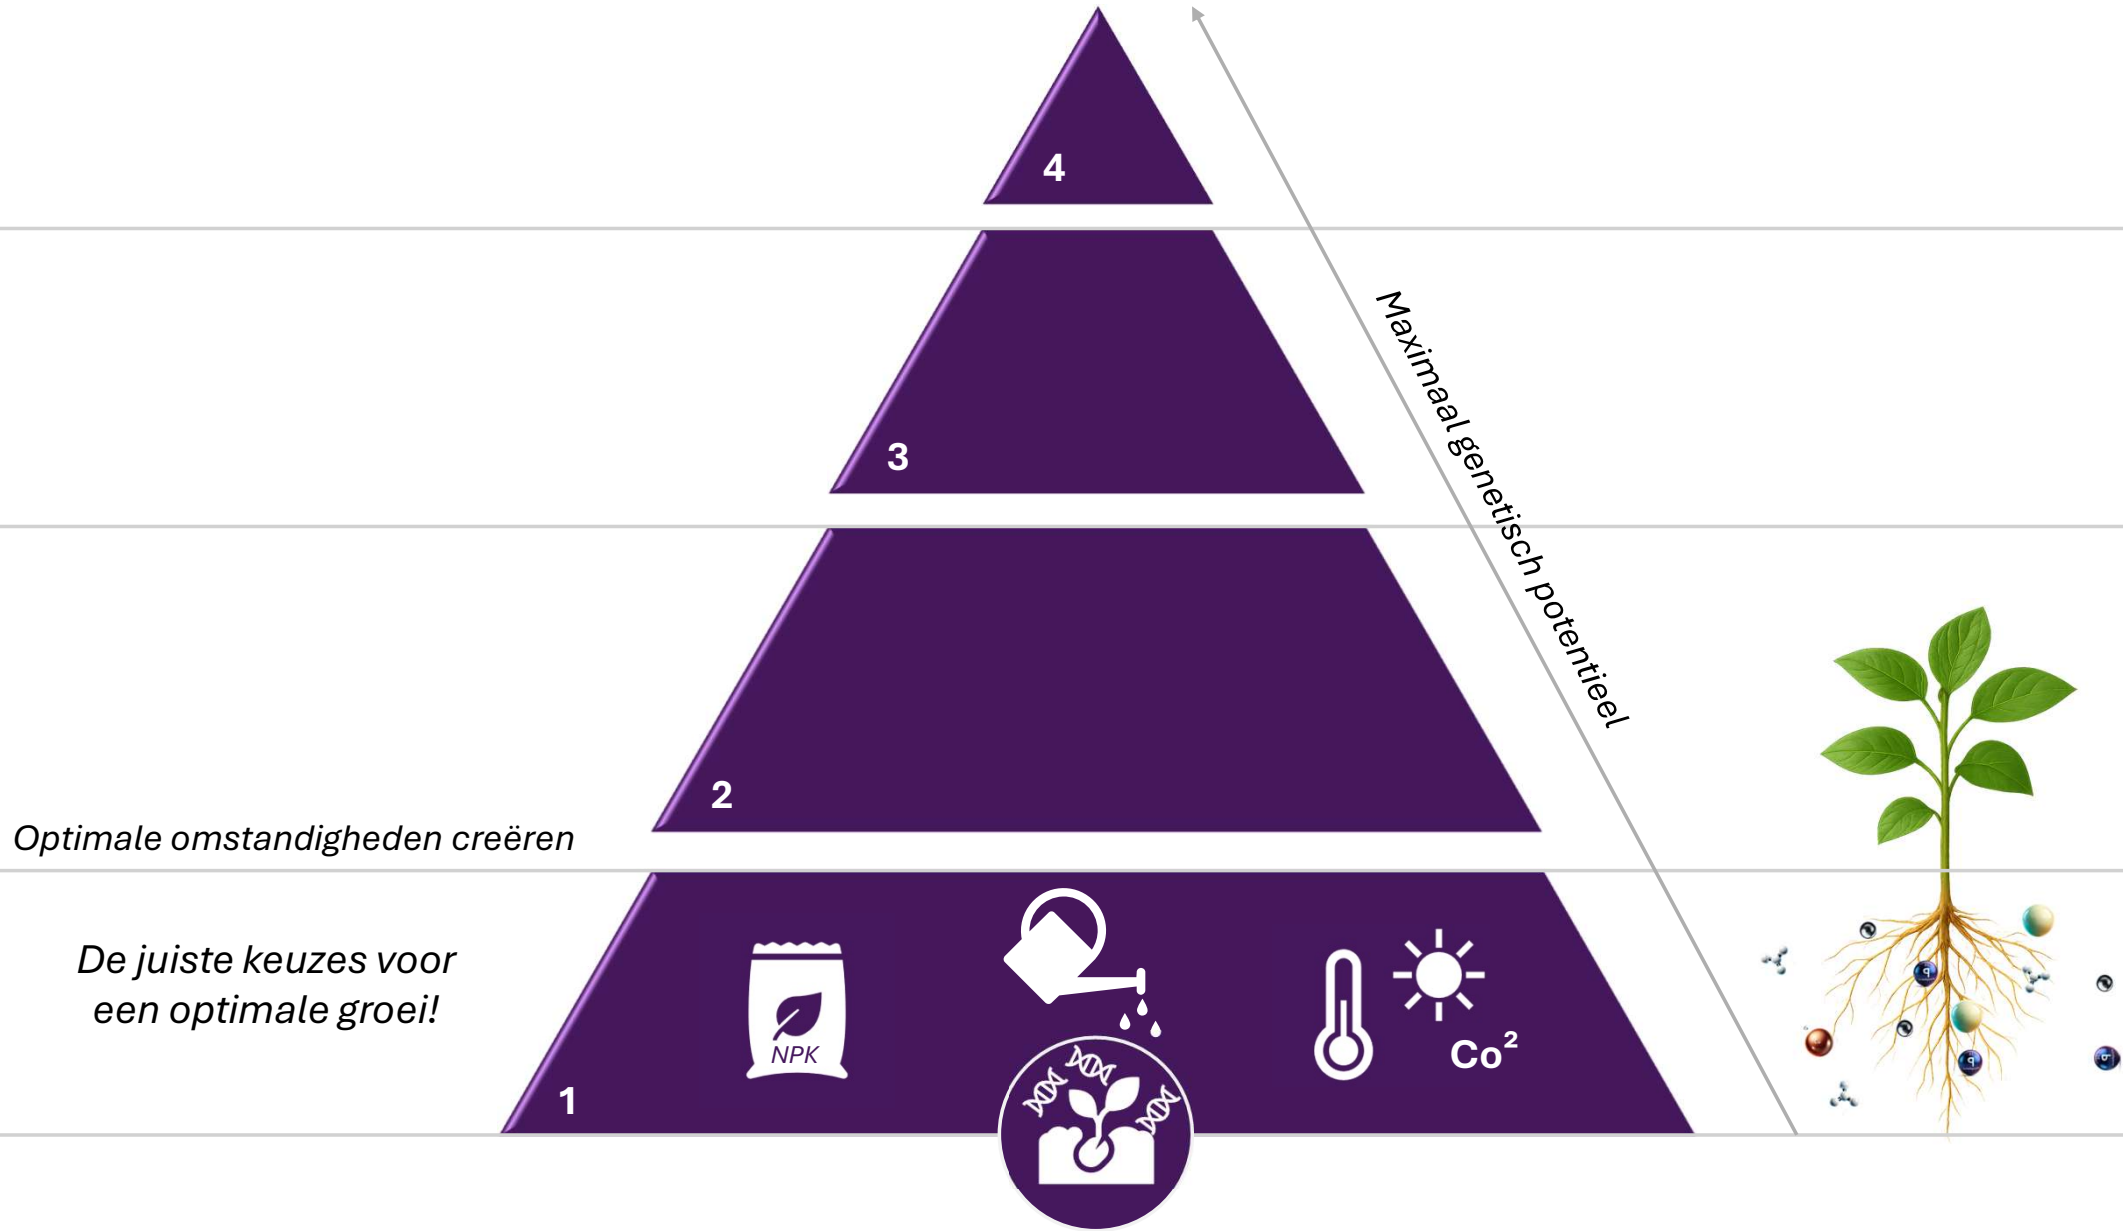 4
3
Maximaal genetisch potentieel
2
Optimale omstandigheden creëren
De juiste keuzes voor
een optimale groei!
NPK
Co²
1